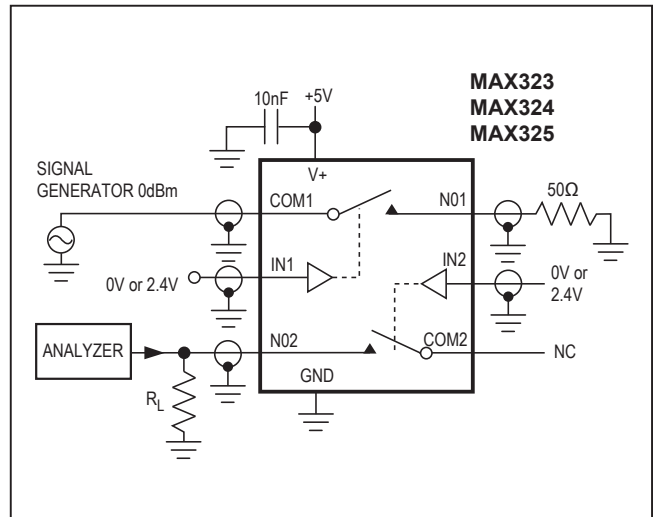 10nF
+5V
MAX323
MAX324
MAX325
V+
SIGNAL
GENERATOR 0dBm
COM1
N01
50Ω
IN1
IN2
0V or 2.4V
0V or
2.4V
ANALYZER
N02
COM2
NC
GND
RL